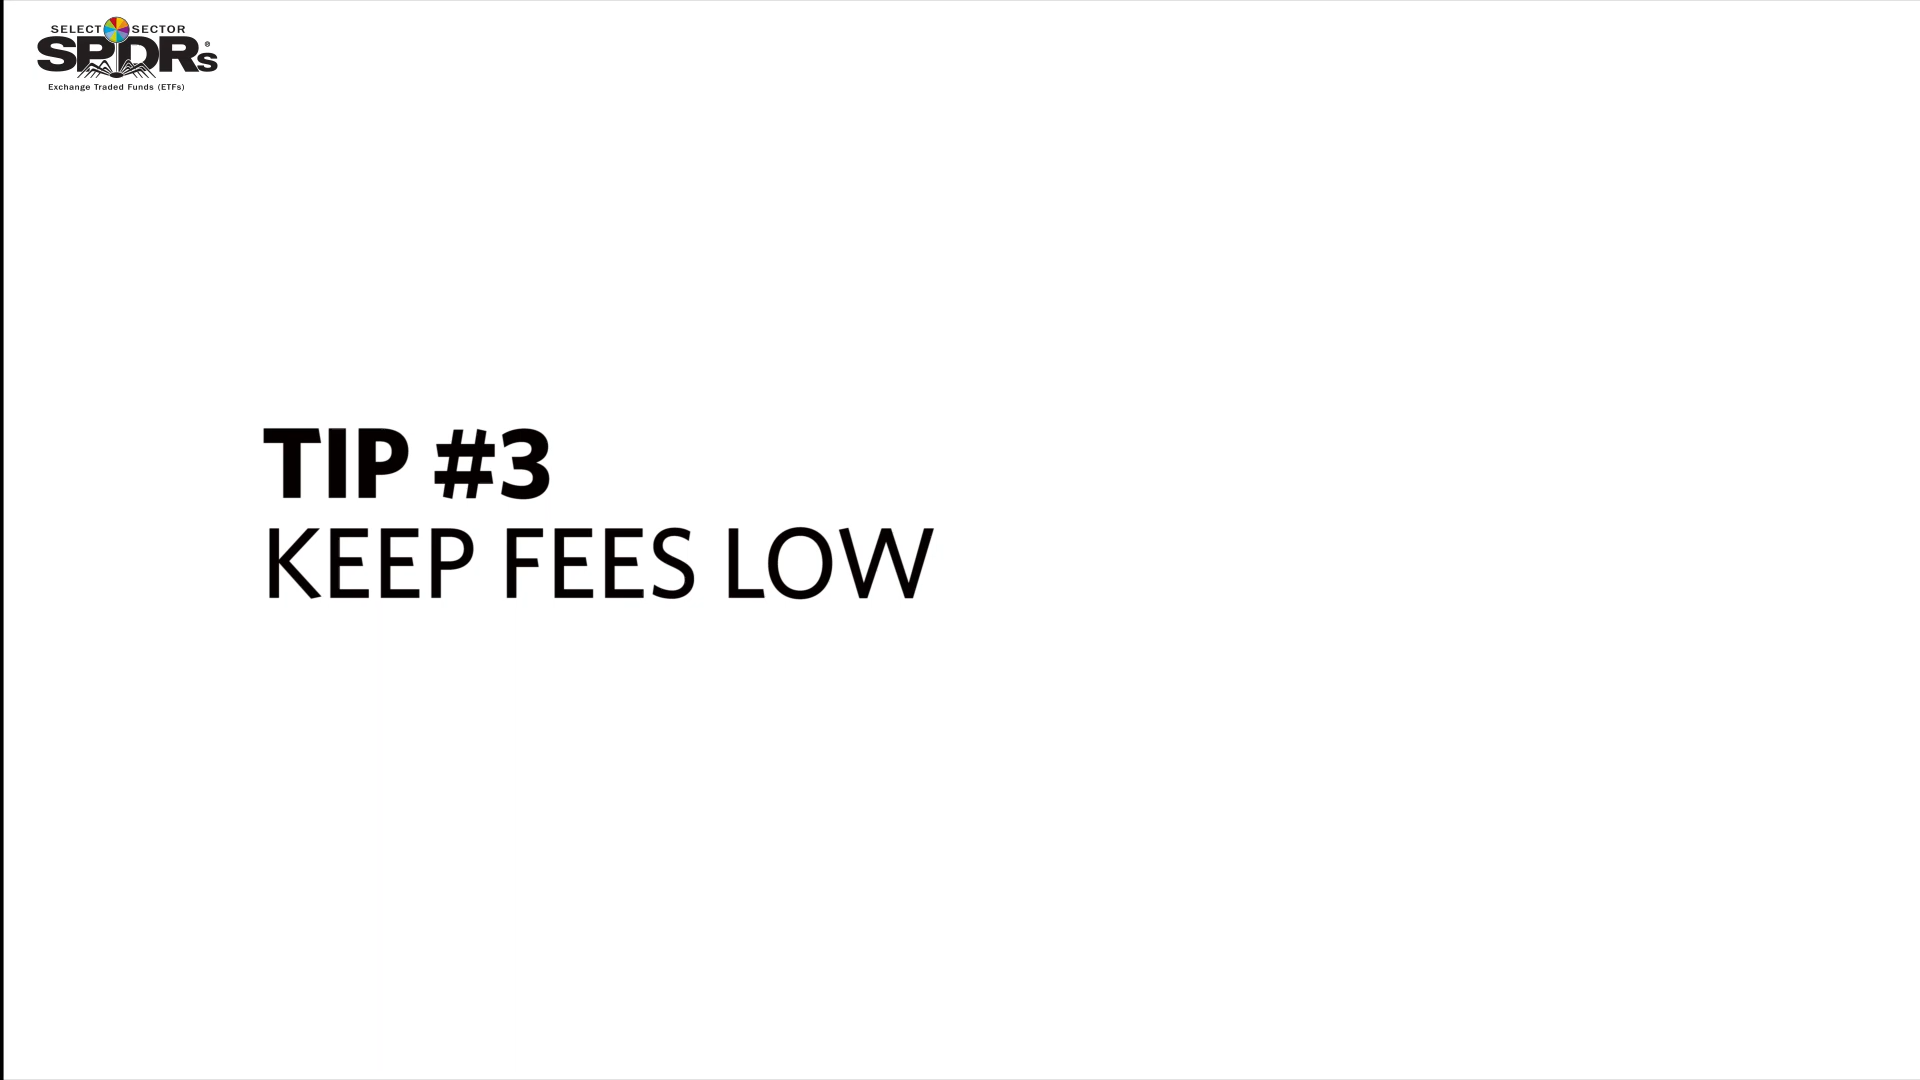 SELECT SECTOR
SPDRs®
Exchange Traded Funds (ETFs)
TIP #3
KEEP FEES LOW